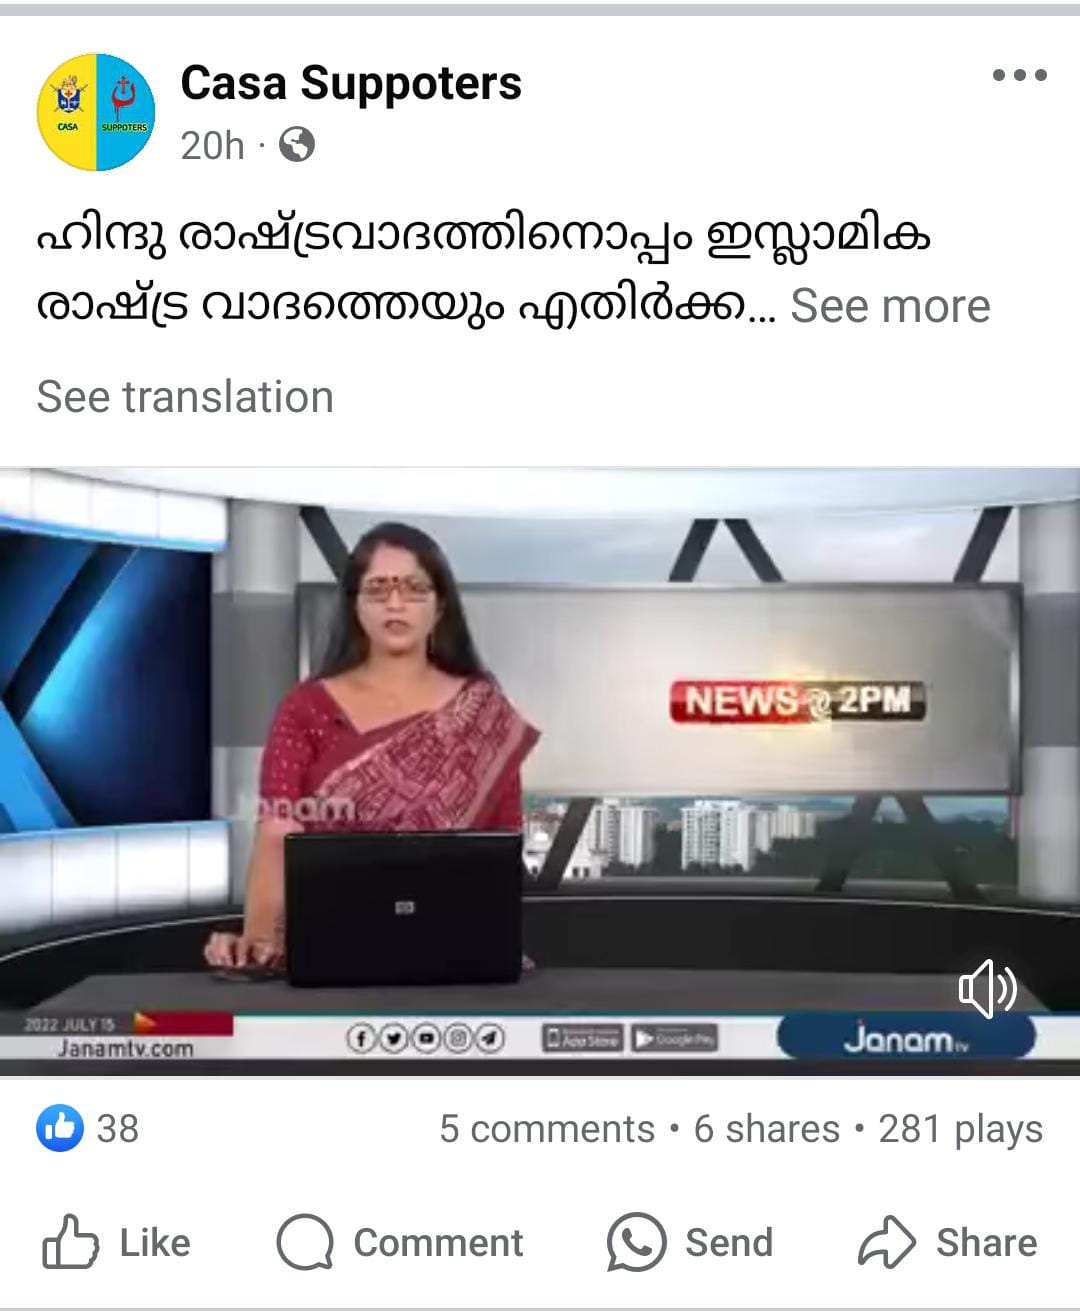 Casa Suppoters
CASA
SUPPOTERS
20h ·
ഹിന്ദു രാഷ്ട്രവാദത്തിനൊപ്പം ഇസ്ലാമിക
രാഷ്ട്ര വാദത്തെയും എതിർക്ക... See more
See translation
NEWS@2PM
Janam
hp
2022 JULY 15
Janamtv.com
App Store
Google Play
Janam TV
38
5 comments • 6 shares • 281 plays
Like
Comment
Send
Share